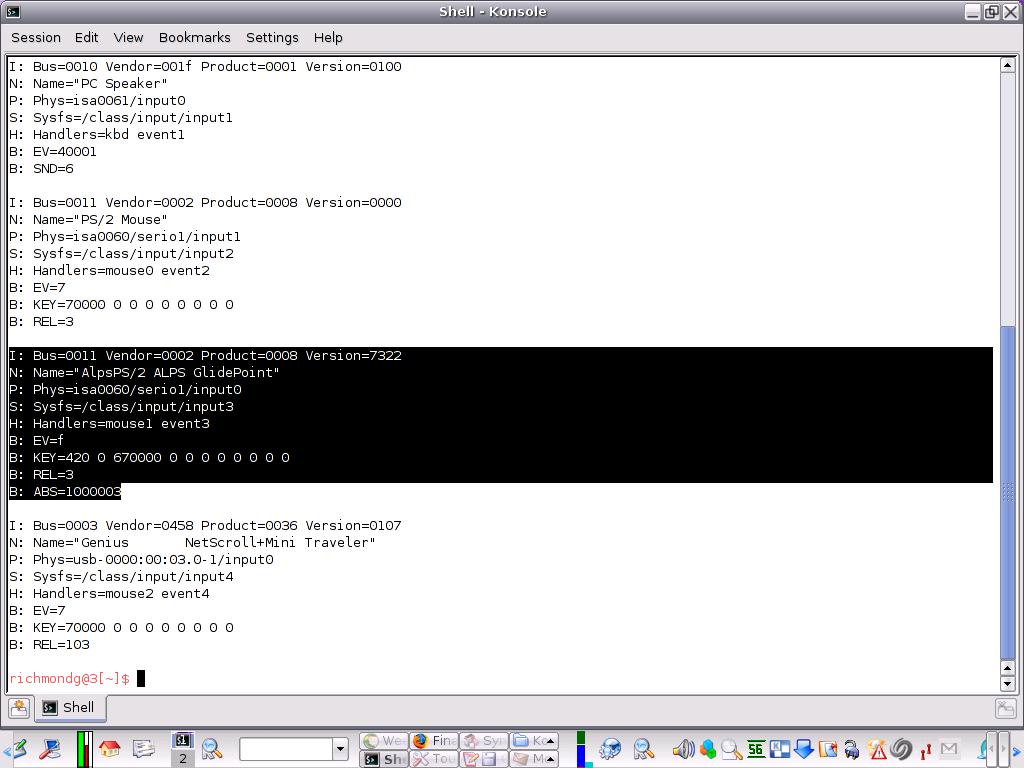 Shell - Konsole
Session Edit View Bookmarks Settings Help
I: Bus=0010 Vendor=001f Product=0001 Version=0100
N: Name="PC Speaker"
P: Phys=isa0061/input0
S: Sysfs=/class/input/input1
H: Handlers=kbd event1
B: EV=40001
B: SND=6
I: Bus=0011 Vendor=0002 Product=0008 Version=0000
N: Name="PS/2 Mouse"
P: Phys=isa0060/serio1/input1
S: Sysfs=/class/input/input2
H: Handlers=mouse0 event2
B: EV=7
B: KEY=70000 0 0 0 0 0 0 0 0
B: REL=3
I: Bus=0011 Vendor=0002 Product=0008 Version=7322
N: Name="AlpsPS/2 ALPS GlidePoint"
P: Phys=isa0060/serio1/input0
S: Sysfs=/class/input/input3
H: Handlers=mouse1 event3
B: EV=f
B: KEY=420 0 670000 0 0 0 0 0 0 0 0
B: REL=3
B: ABS=1000003
I: Bus=0003 Vendor=0458 Product=0036 Version=0107
N: Name="Genius       NetScroll+Mini Traveler"
P: Phys=usb-0000:00:03.0-1/input0
S: Sysfs=/class/input/input4
H: Handlers=mouse2 event4
B: EV=7
B: KEY=70000 0 0 0 0 0 0 0 0
B: REL=103
richmondg@3[~]$
Shell
2
We Fin Syn Ko
Sh Tou Mo
56